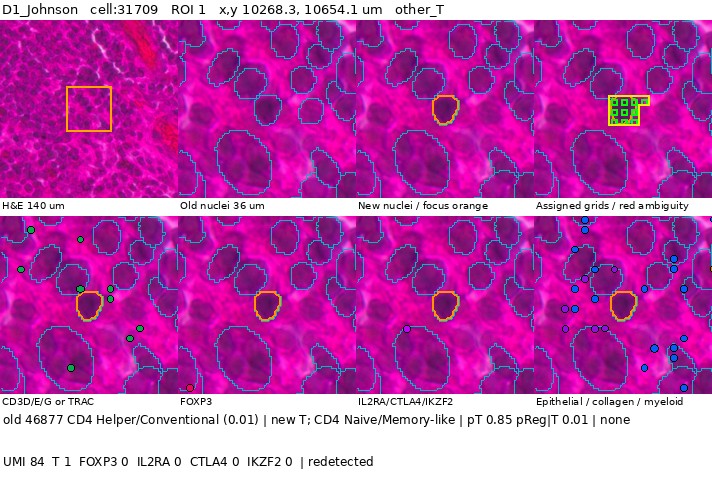 D1_Johnson cell:31709 ROI 1 x,y 10268.3, 10654.1 um other_T
H&E 140 um
Old nuclei 36 um
New nuclei / focus orange
Assigned grids / red ambiguity
CD3D/E/G or TRAC
FOXP3
IL2RA/CTLA4/IKZF2
Epithelial / collagen / myeloid
old 46877 CD4 Helper/Conventional (0.01) | new T; CD4 Naive/Memory-like | pT 0.85 pReg|T 0.01 | none
UMI 84 T 1 FOXP3 0 IL2RA 0 CTLA4 0 IKZF2 0 | redetected